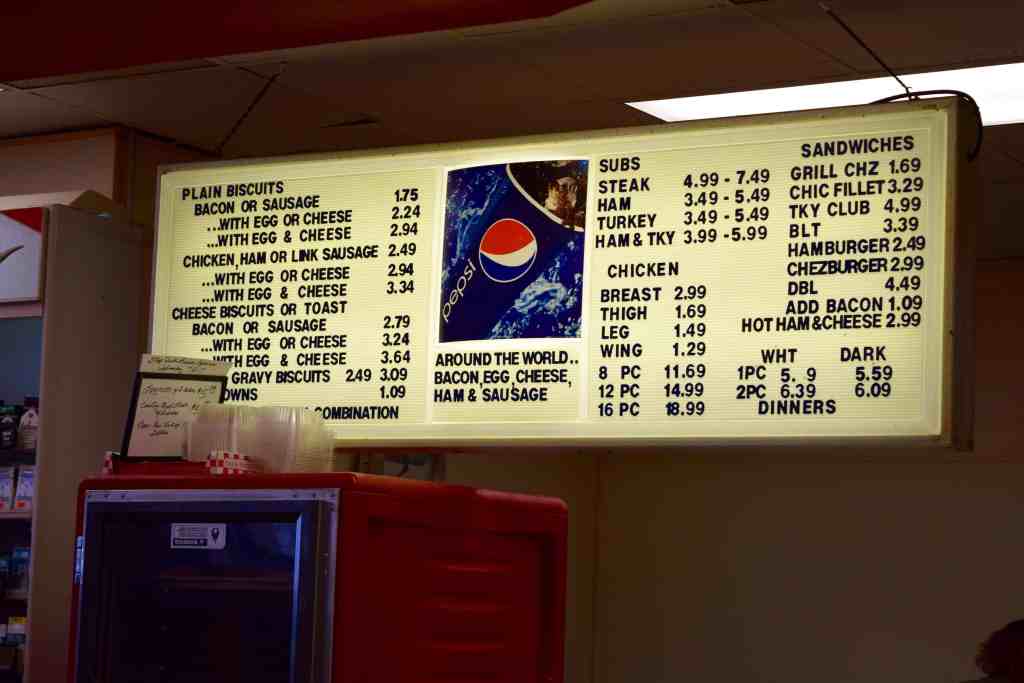 PLAIN BISCUITS
BACON OR SAUSAGE 1.75
...WITH EGG OR CHEESE 2.24
...WITH EGG & CHEESE 2.94
CHICKEN, HAM OR LINK SAUSAGE 2.49
...WITH EGG OR CHEESE 2.94
...WITH EGG & CHEESE 3.34
CHEESE BISCUITS OR TOAST
BACON OR SAUSAGE 2.79
...WITH EGG OR CHEESE 3.24
WITH EGG & CHEESE 3.64
GRAVY BISCUITS 2.49 3.09
OWNS 1.09
COMBINATION
pepsi
AROUND THE WORLD..
BACON, EGG, CHEESE,
HAM & SAUSAGE
SUBS
STEAK 4.99 - 7.49
HAM 3.49 - 5.49
TURKEY 3.49 - 5.49
HAM & TKY 3.99 - 5.99
CHICKEN
BREAST 2.99
THIGH 1.69
LEG 1.49
WING 1.29
8 PC 11.69
12 PC 14.99
16 PC 18.99
SANDWICHES
GRILL CHZ 1.69
CHIC FILLET 3.29
TKY CLUB 4.99
BLT 3.39
HAMBURGER 2.49
CHEZBURGER 2.99
DBL 4.49
ADD BACON 1.09
HOT HAM & CHEESE 2.99
WHT DARK
1PC 5. 9 5.59
2PC 6.39 6.09
DINNERS